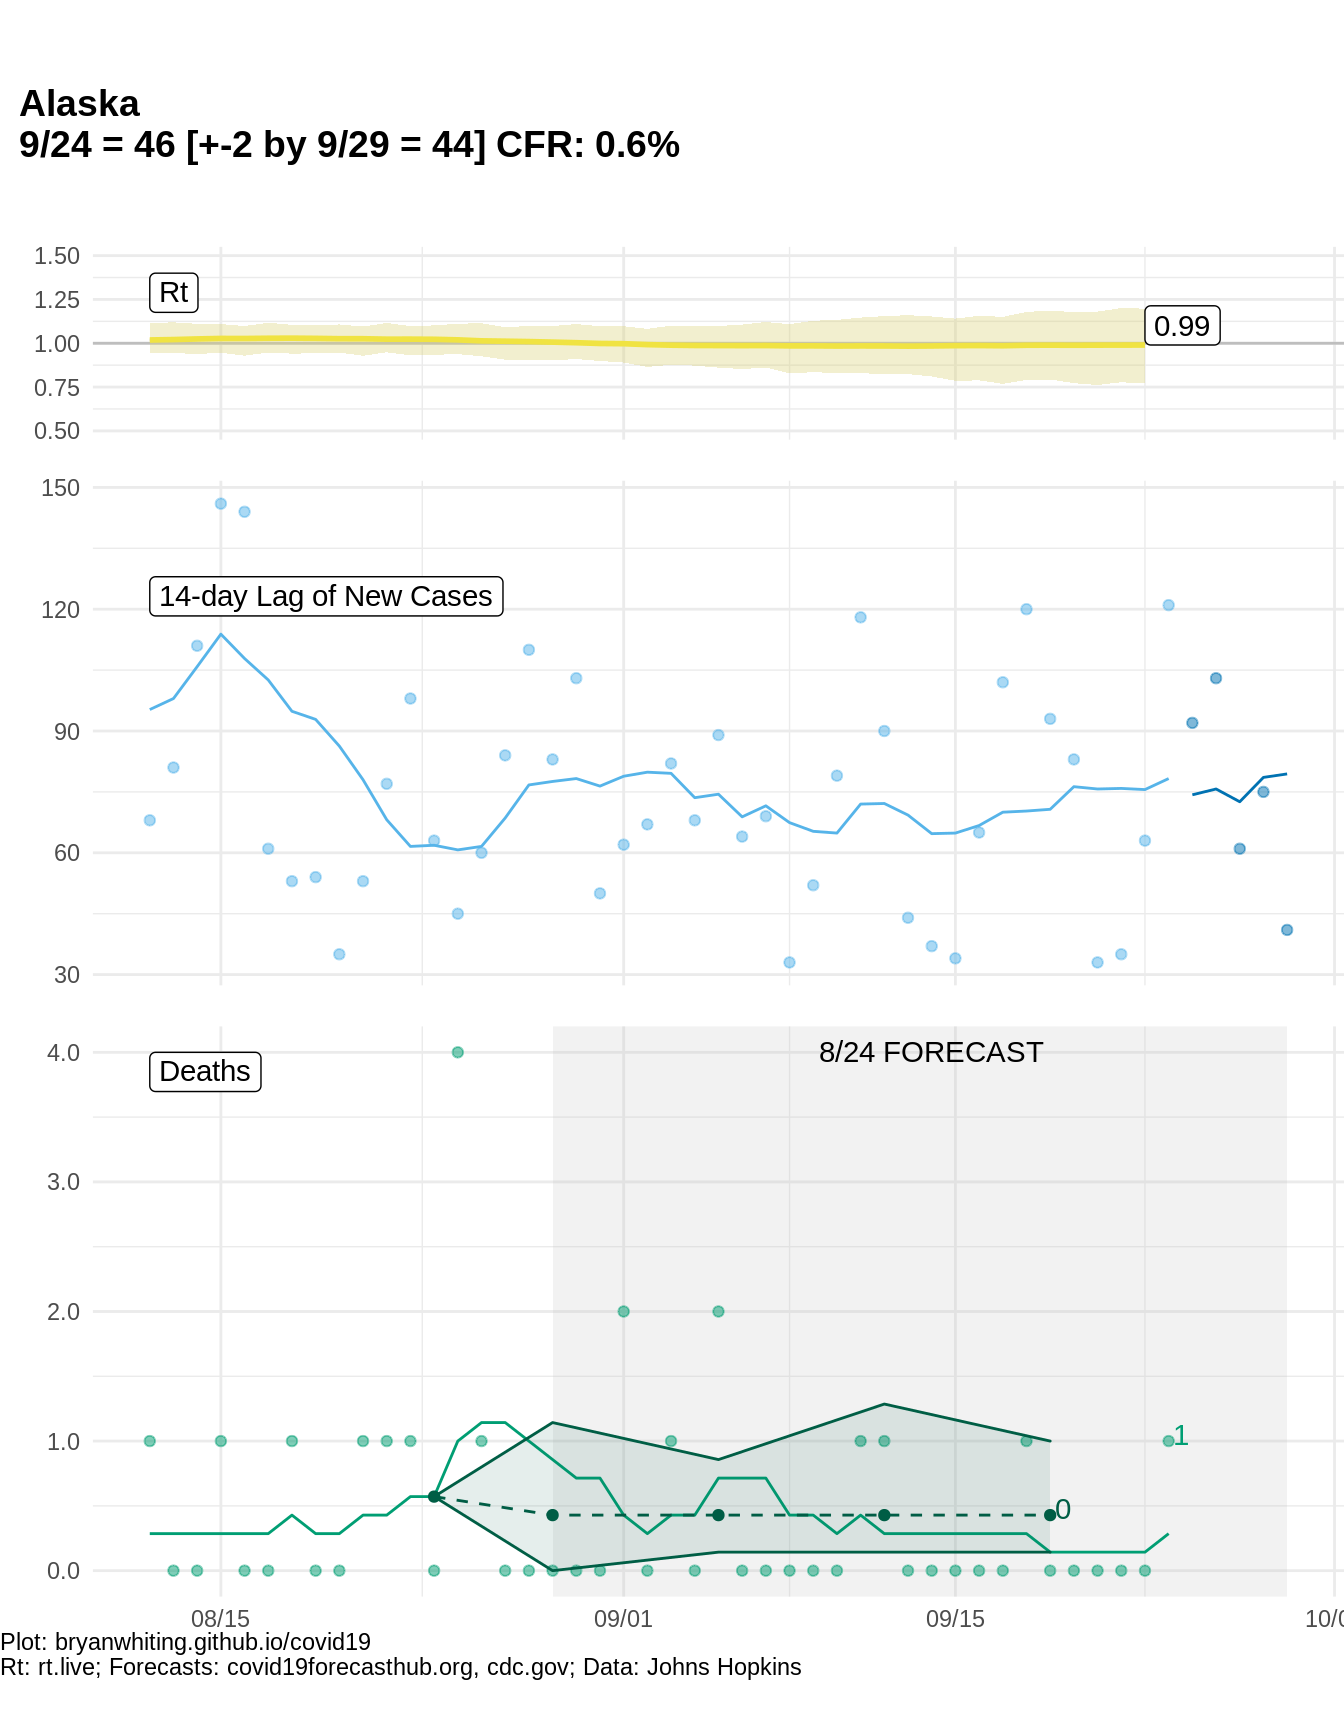 Alaska
9/24 = 46 [+-2 by 9/29 = 44] CFR: 0.6%
1.50
Rt
1.25
0.99
1.00
0.75
0.50
150
14-day Lag of New Cases
120
90
60
30
8/24 FORECAST
4.0
Deaths
3.0
2.0
1
1.0
0
0.0
08/15
09/01
09/15
10/0
Plot: bryanwhiting.github.io/covid19
Rt: rt.live; Forecasts: covid19forecasthub.org, cdc.gov; Data: Johns Hopkins